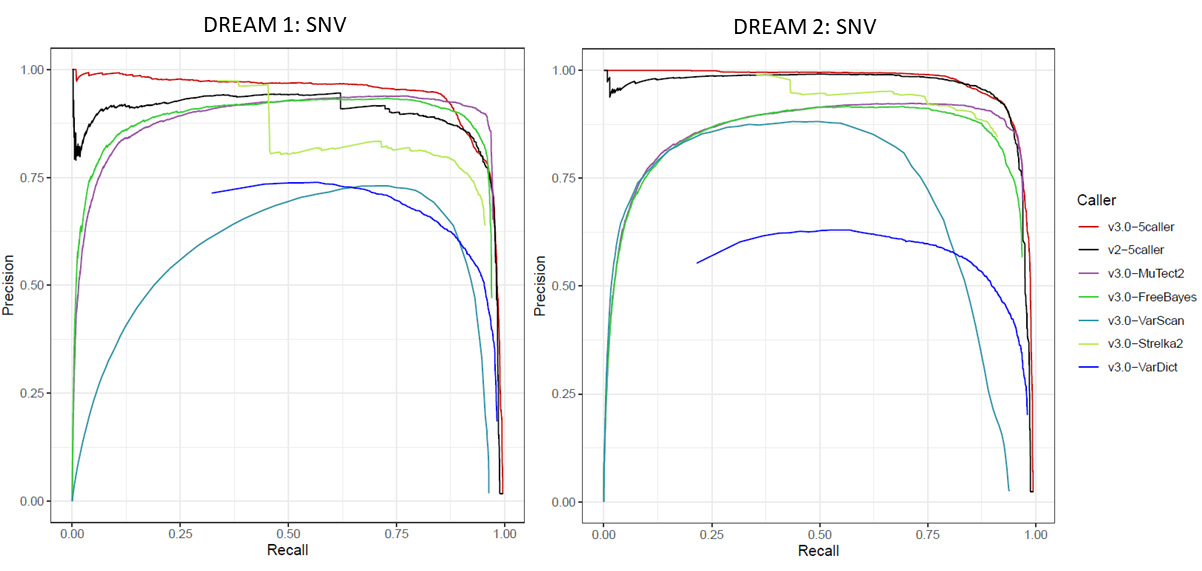 DREAM 1: SNV
DREAM 2: SNV
Precision
1.00
0.75
0.50
0.25
0.00
0.00 0.25 0.50 0.75 1.00
Recall
Precision
1.00
0.75
0.50
0.25
0.00
0.00 0.25 0.50 0.75 1.00
Recall
Caller
v3.0−5caller
v2−5caller
v3.0−MuTect2
v3.0−FreeBayes
v3.0−VarScan
v3.0−Strelka2
v3.0−VarDict